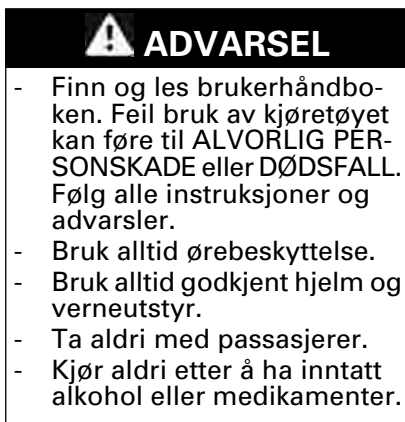 ADVARSEL
- Finn og les brukerhåndbo-
ken. Feil bruk av kjøretøyet
kan føre til ALVORLIG PER-
SONSKADE eller DØDSFALL.
Følg alle instruksjoner og
advarsler.
- Bruk alltid ørebeskyttelse.
- Bruk alltid godkjent hjelm og
verneutstyr.
- Ta aldri med passasjerer.
- Kjør aldri etter å ha inntatt
alkohol eller medikamenter.